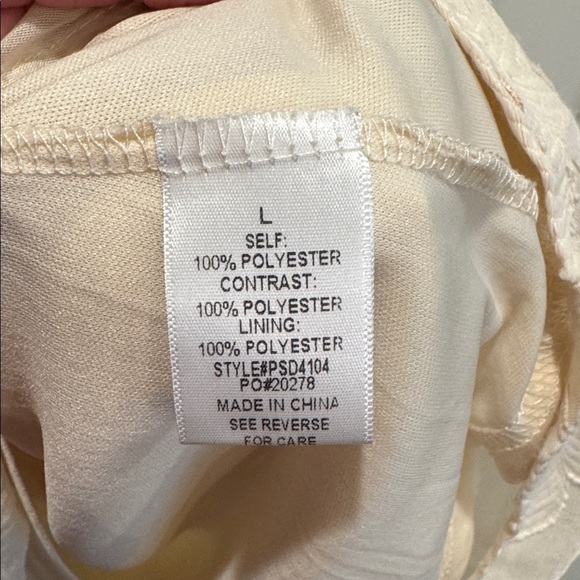 L
SELF:
100% POLYESTER
CONTRAST:
100% POLYESTER
LINING:
100% POLYESTER
STYLE#PSD4104
PO#20278
MADE IN CHINA
SEE REVERSE
FOR CARE